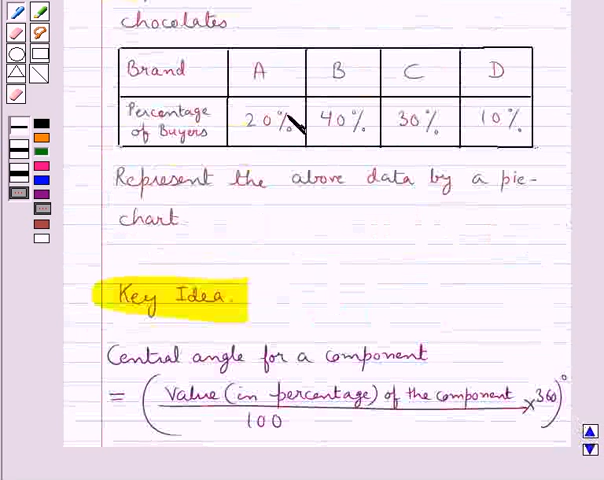 chocolates
Brand A B C D
Percentage of Buyers 20% 40% 30% 10%
Represent the above data by a pie-
chart
Key Idea.
Central angle for a component
= ( Value (in percentage) of the component / 100 × 360 )°